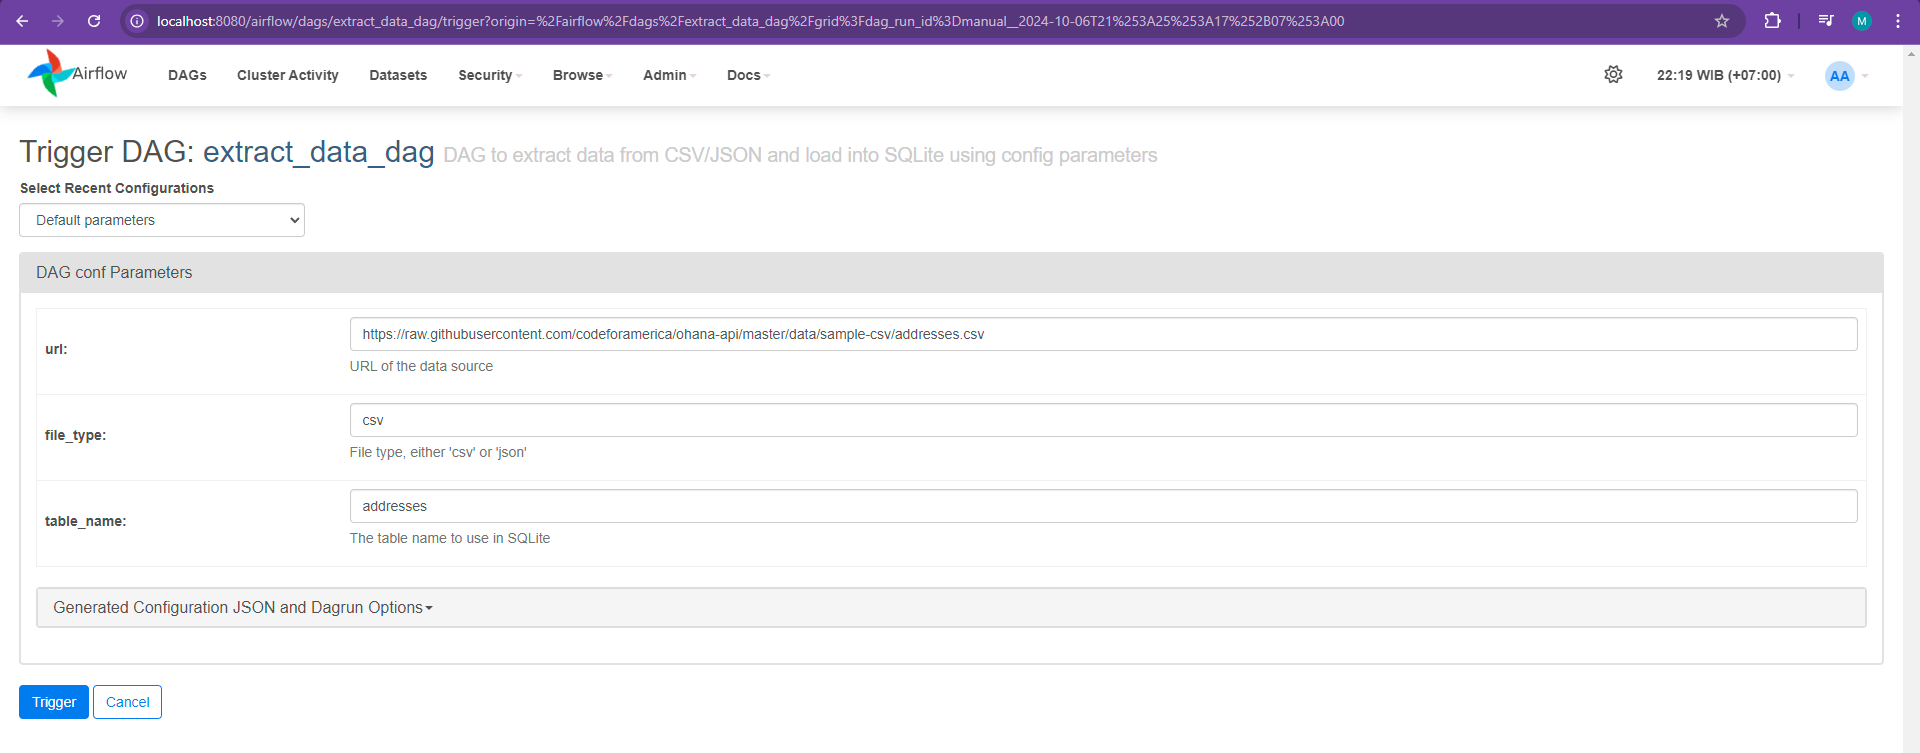 localhost:8080/airflow/dags/extract_data_dag/trigger?origin=%2Fairflow%2Fdags%2Fextract_data_dag%2Fgrid%3Fdag_run_id%3Dmanual__2024-10-06T21%253A25%253A17%252B07%253A00 M
Airflow DAGs Cluster Activity Datasets Security Browse Admin Docs 22:19 WIB (+07:00) AA
Trigger DAG: extract_data_dag DAG to extract data from CSV/JSON and load into SQLite using config parameters
Select Recent Configurations
Default parameters
DAG conf Parameters
url: https://raw.githubusercontent.com/codeforamerica/ohana-api/master/data/sample-csv/addresses.csv
URL of the data source
file_type: csv
File type, either 'csv' or 'json'
table_name: addresses
The table name to use in SQLite
Generated Configuration JSON and Dagrun Options
Trigger Cancel